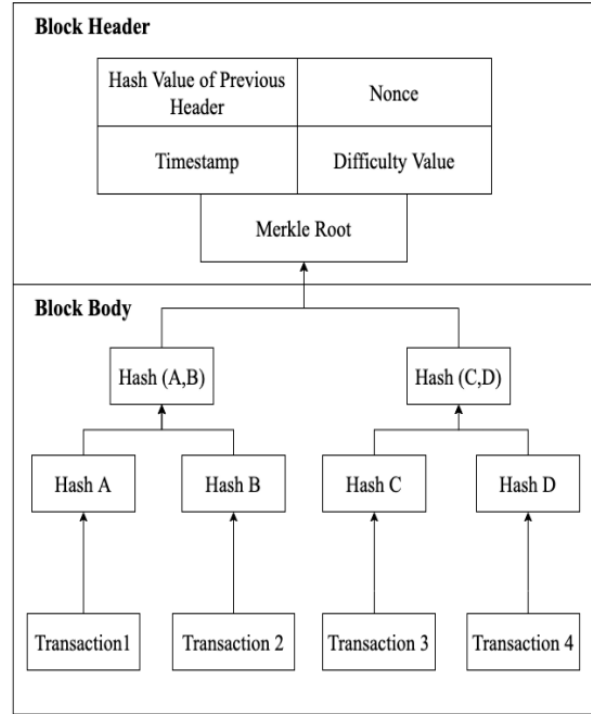 Block Header
Hash Value of Previous
Header
Nonce
Timestamp
Difficulty Value
Merkle Root
Block Body
Hash (A,B)
Hash (C,D)
Hash A
Hash B
Hash C
Hash D
Transaction1
Transaction 2
Transaction 3
Transaction 4